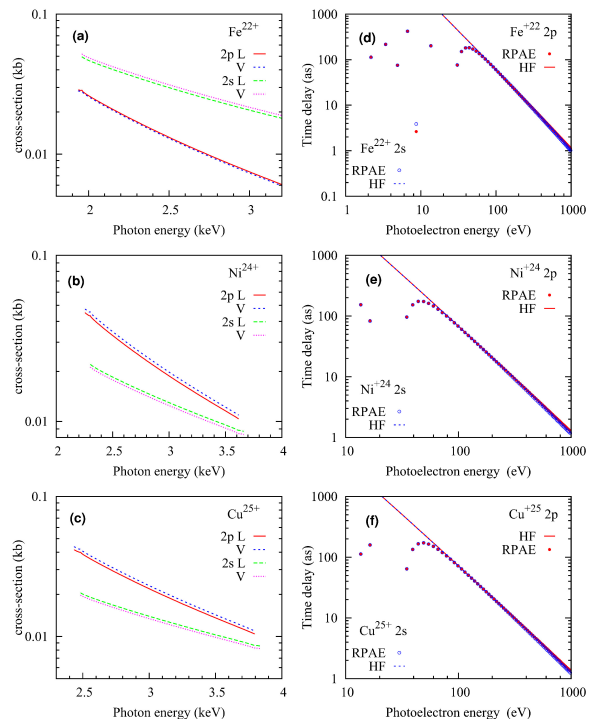 (a)
Fe22+
2p L
V
2s L
V
0.1
0.01
cross-section (kb)
2
2.5
3
Photon energy (keV)
(d)
Fe+22 2p
RPAE
HF
Fe22+ 2s
RPAE
HF
1000
100
10
1
0.1
Time delay (as)
1
10
100
1000
Photoelectron energy (eV)
(b)
Ni24+
2p L
V
2s L
V
0.1
0.01
cross-section (kb)
2
2.5
3
3.5
4
Photon energy (keV)
(e)
Ni+24 2p
RPAE
HF
Ni+24 2s
RPAE
HF
1000
100
10
1
Time delay (as)
10
100
1000
Photoelectron energy (eV)
(c)
Cu25+
2p L
V
2s L
V
0.1
0.01
cross-section (kb)
2.5
3
3.5
4
Photon energy (keV)
(f)
Cu+25 2p
HF
RPAE
Cu25+ 2s
RPAE
HF
1000
100
10
1
Time delay (as)
10
100
1000
Photoelectron energy (eV)